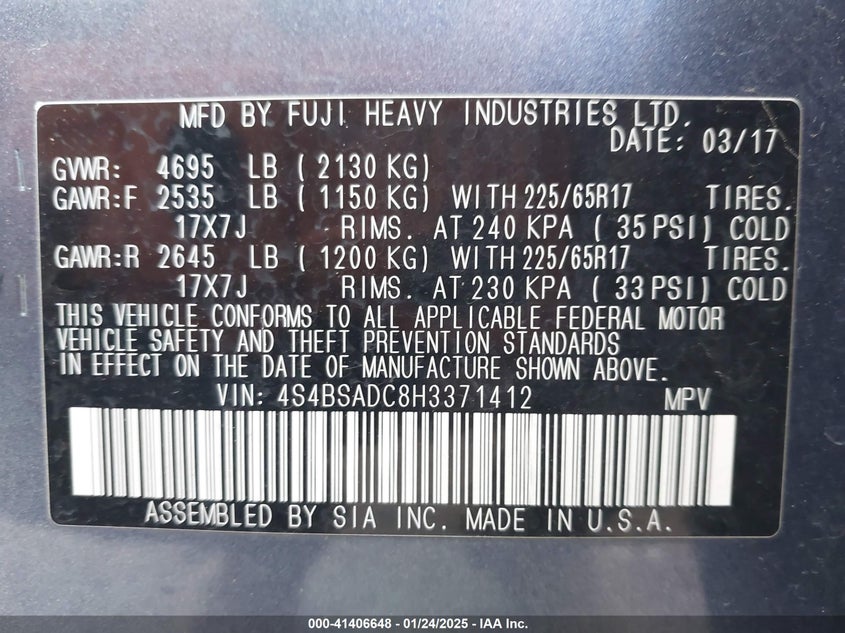 MFD BY FUJI HEAVY INDUSTRIES LTD.
DATE: 03/17
GVWR: 4695 LB ( 2130 KG)
GAWR:F 2535 LB ( 1150 KG) WITH 225/65R17 TIRES.
17X7J RIMS. AT 240 KPA ( 35 PSI) COLD
GAWR:R 2645 LB ( 1200 KG) WITH 225/65R17 TIRES.
17X7J RIMS. AT 230 KPA ( 33 PSI) COLD
THIS VEHICLE CONFORMS TO ALL APPLICABLE FEDERAL MOTOR
VEHICLE SAFETY AND THEFT PREVENTION STANDARDS
IN EFFECT ON THE DATE OF MANUFACTURE SHOWN ABOVE.
VIN: 4S4BSADC8H3371412 MPV
ASSEMBLED BY SIA INC. MADE IN U.S.A.
000-41406648 - 01/24/2025 - IAA Inc.